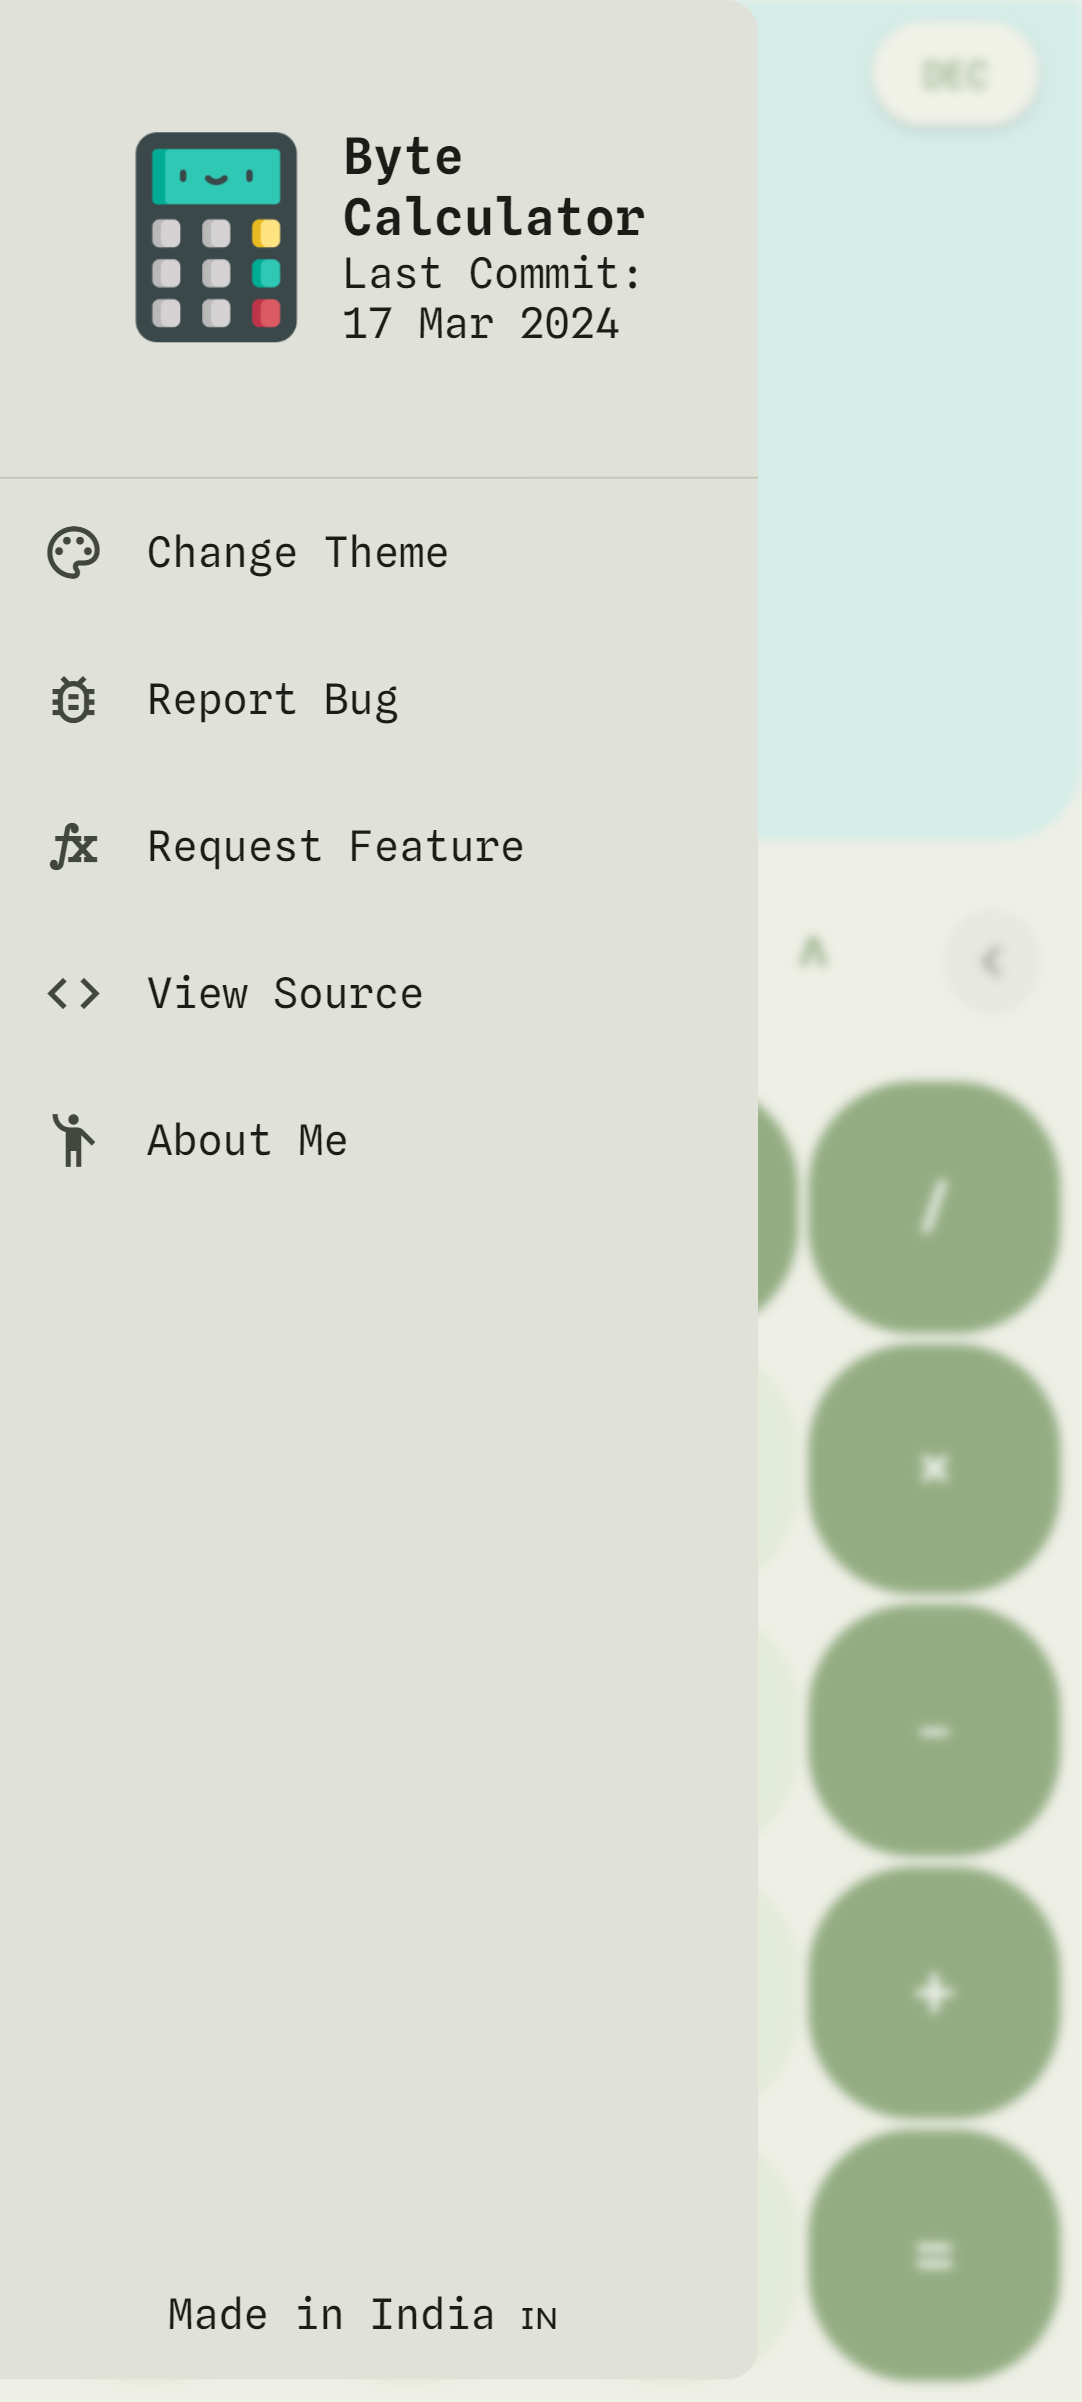 Byte
Calculator
Last Commit:
17 Mar 2024
DEC
Change Theme
Report Bug
Request Feature
View Source
About Me
/
×
-
+
=
Made in India IN